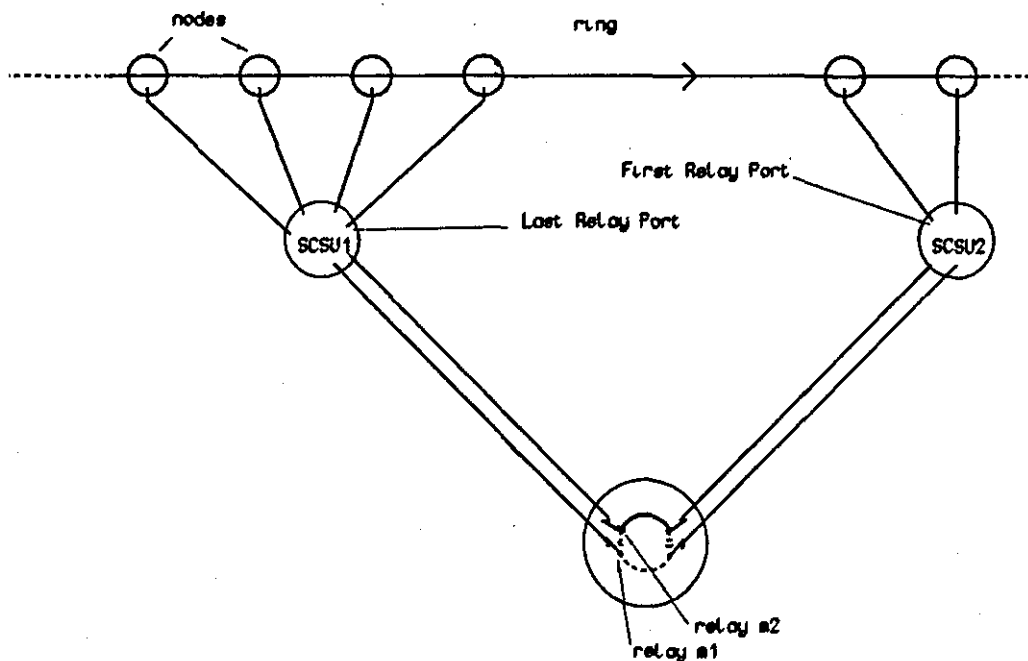 nodes
ring
First Relay Port
Last Relay Port
SCSU1
SCSU2
relay m2
relay m1